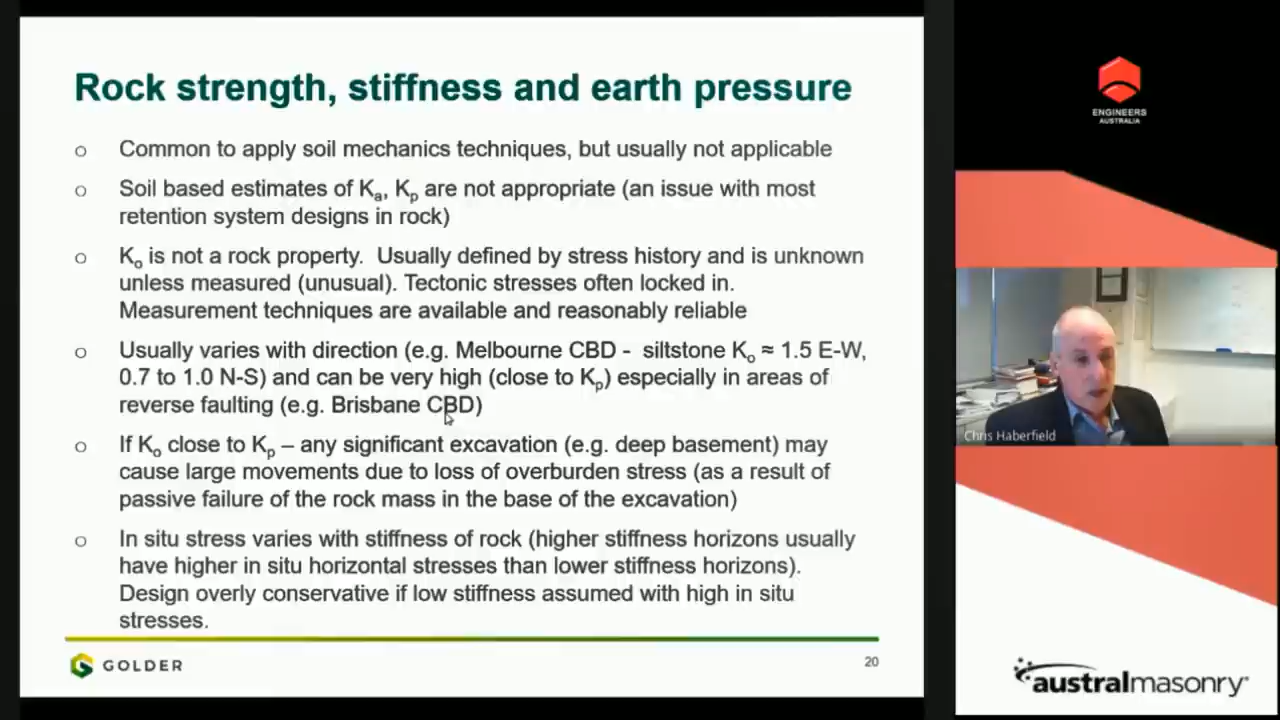 Rock strength, stiffness and earth pressure
o Common to apply soil mechanics techniques, but usually not applicable
o Soil based estimates of Ka, Kp are not appropriate (an issue with most
retention system designs in rock)
o Ko is not a rock property. Usually defined by stress history and is unknown
unless measured (unusual). Tectonic stresses often locked in.
Measurement techniques are available and reasonably reliable
o Usually varies with direction (e.g. Melbourne CBD - siltstone Ko ≈ 1.5 E-W,
0.7 to 1.0 N-S) and can be very high (close to Kp) especially in areas of
reverse faulting (e.g. Brisbane CBD)
o If Ko close to Kp – any significant excavation (e.g. deep basement) may
cause large movements due to loss of overburden stress (as a result of
passive failure of the rock mass in the base of the excavation)
o In situ stress varies with stiffness of rock (higher stiffness horizons usually
have higher in situ horizontal stresses than lower stiffness horizons).
Design overly conservative if low stiffness assumed with high in situ
stresses.
GOLDER
20
ENGINEERS
AUSTRALIA
Chris Haberfield
australmasonry